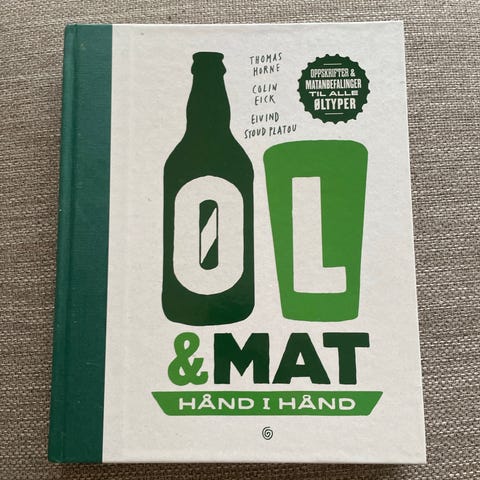 THOMAS
HORNE
COLIN
EICK
EIVIND
STOUD PLATOU
OPPSKRIFTER &
MATANBEFALINGER
TIL ALLE
ØLTYPER
ØL
&MAT
HÅND I HÅND